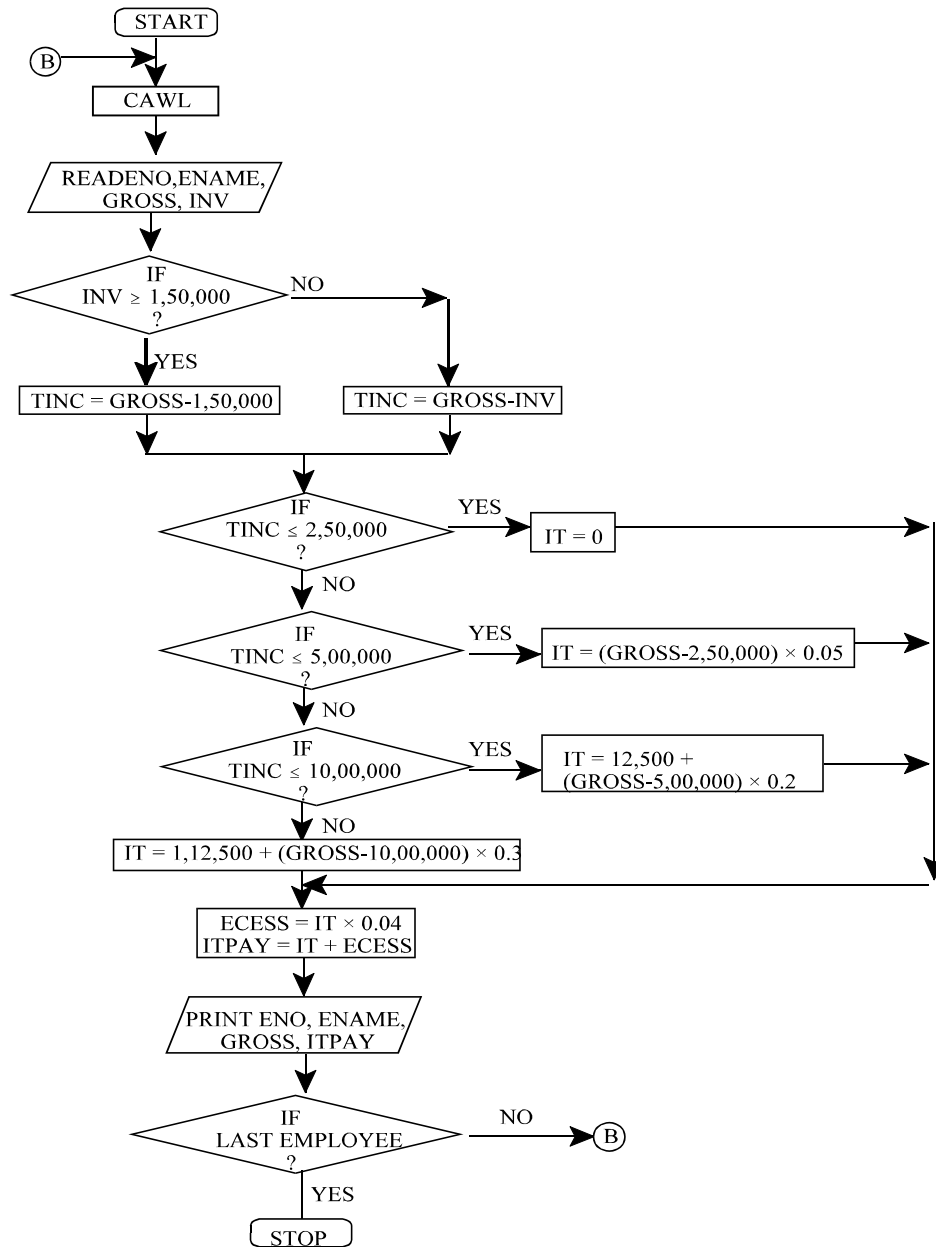 START
B
CAWL
READENO,ENAME,
GROSS, INV
IF
INV ≥ 1,50,000
?
NO
YES
TINC = GROSS-1,50,000
TINC = GROSS-INV
IF
TINC ≤ 2,50,000
?
YES
IT = 0
NO
IF
TINC ≤ 5,00,000
?
YES
IT = (GROSS-2,50,000) × 0.05
NO
IF
TINC ≤ 10,00,000
?
YES
IT = 12,500 +
(GROSS-5,00,000) × 0.2
NO
IT = 1,12,500 + (GROSS-10,00,000) × 0.3
ECESS = IT × 0.04
ITPAY = IT + ECESS
PRINT ENO, ENAME,
GROSS, ITPAY
IF
LAST EMPLOYEE
?
NO
B
YES
STOP